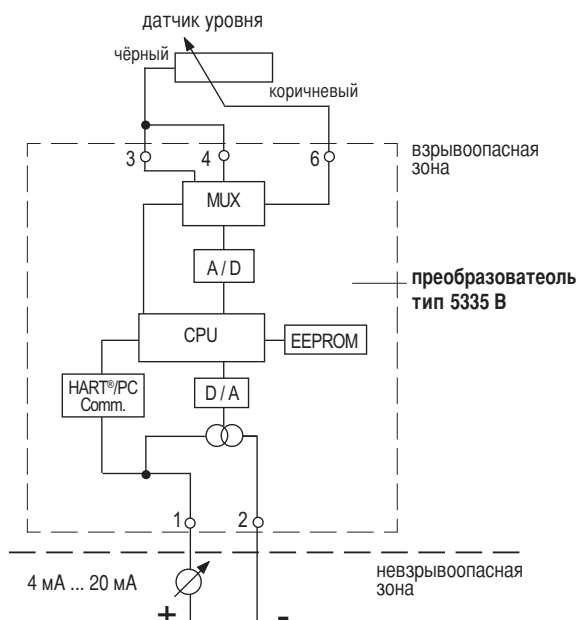 датчик уровня
чёрный
коричневый
3 4 6
взрывоопасная
зона
MUX
A / D
преобразоватеоль
тип 5335 B
CPU
EEPROM
HART®/PC
Comm.
D / A
1 2
4 мА ... 20 мА
невзрывоопасная
зона
+ -